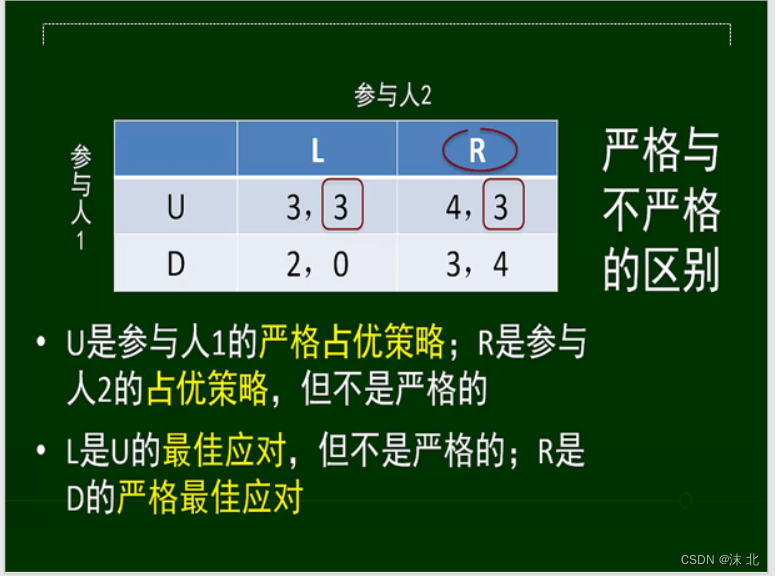 参与人2
参与人1
L R
U 3，3 4，3
D 2，0 3，4
严格与
不严格
的区别
• U是参与人1的严格占优策略；R是参与
人2的占优策略，但不是严格的
• L是U的最佳应对，但不是严格的；R是
D的严格最佳应对
CSDN @沫 北